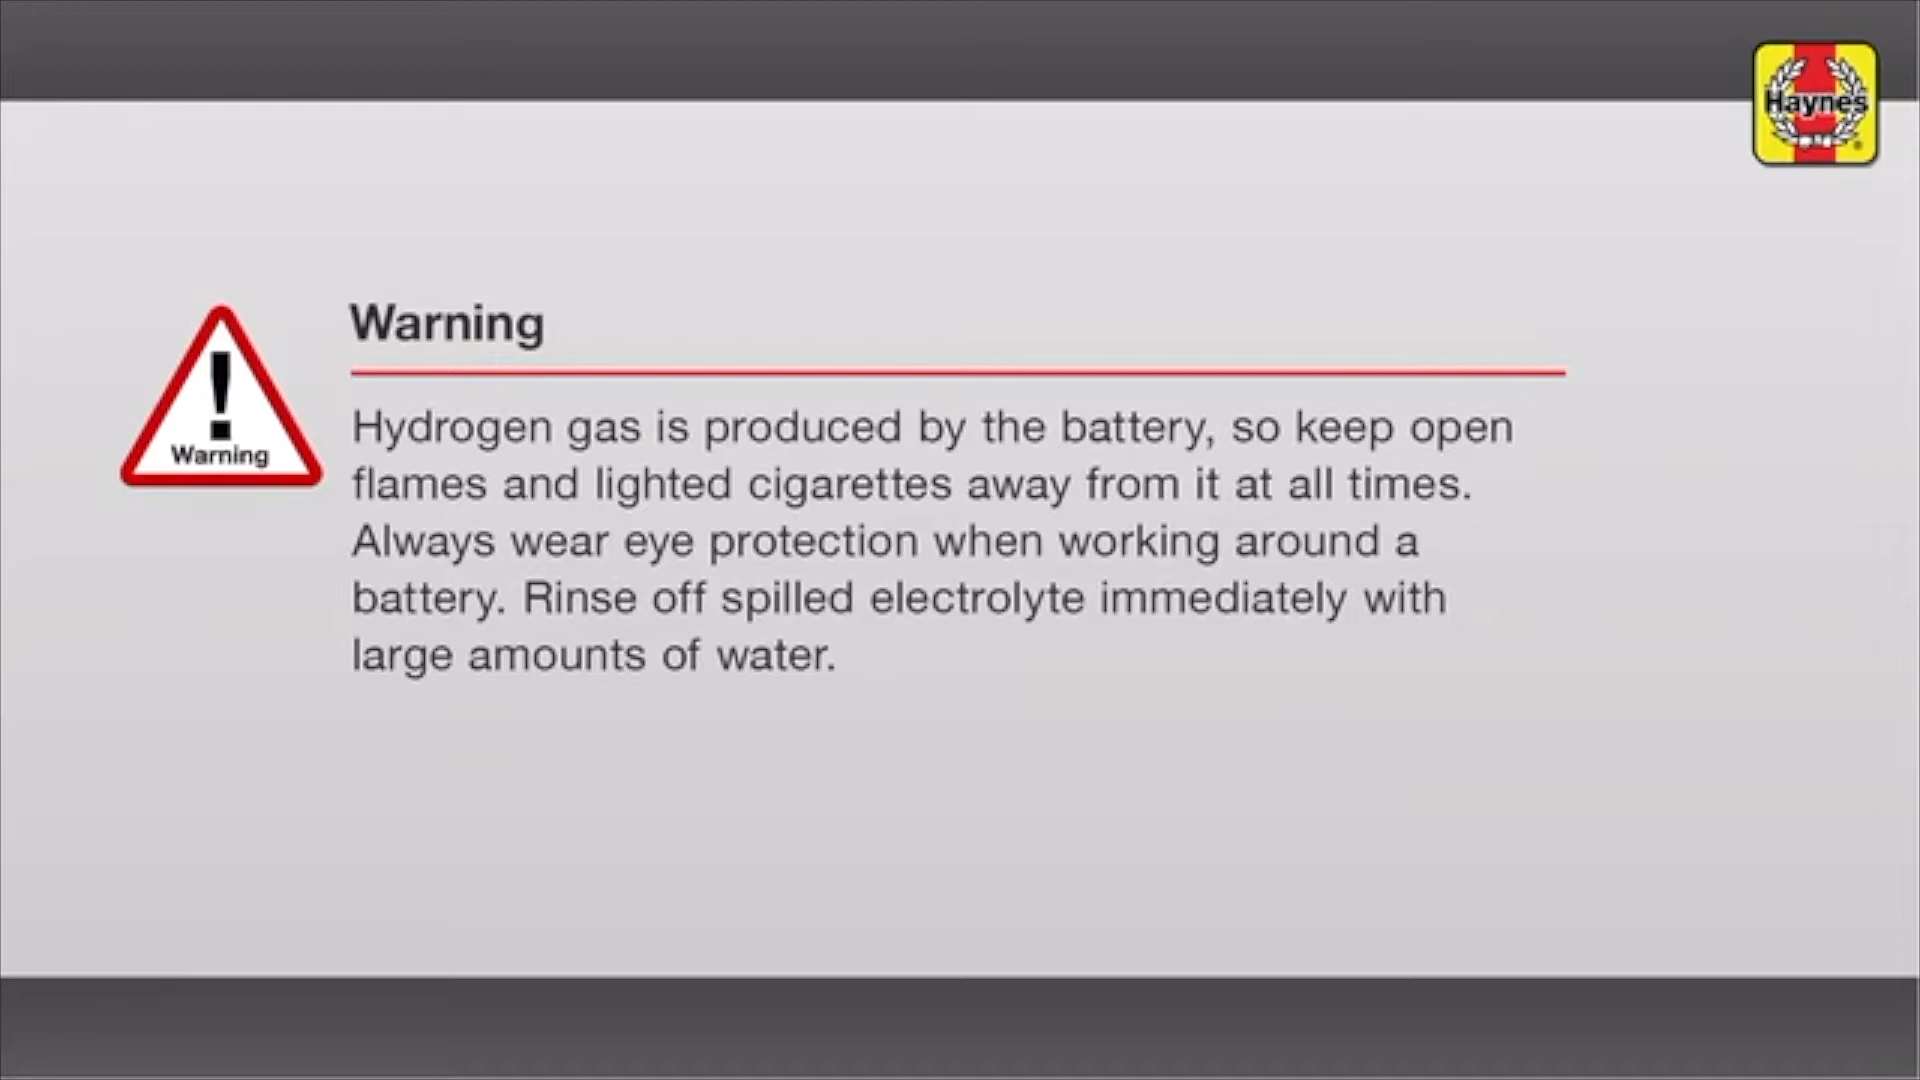 Haynes
Warning
Warning
Hydrogen gas is produced by the battery, so keep open
flames and lighted cigarettes away from it at all times.
Always wear eye protection when working around a
battery. Rinse off spilled electrolyte immediately with
large amounts of water.